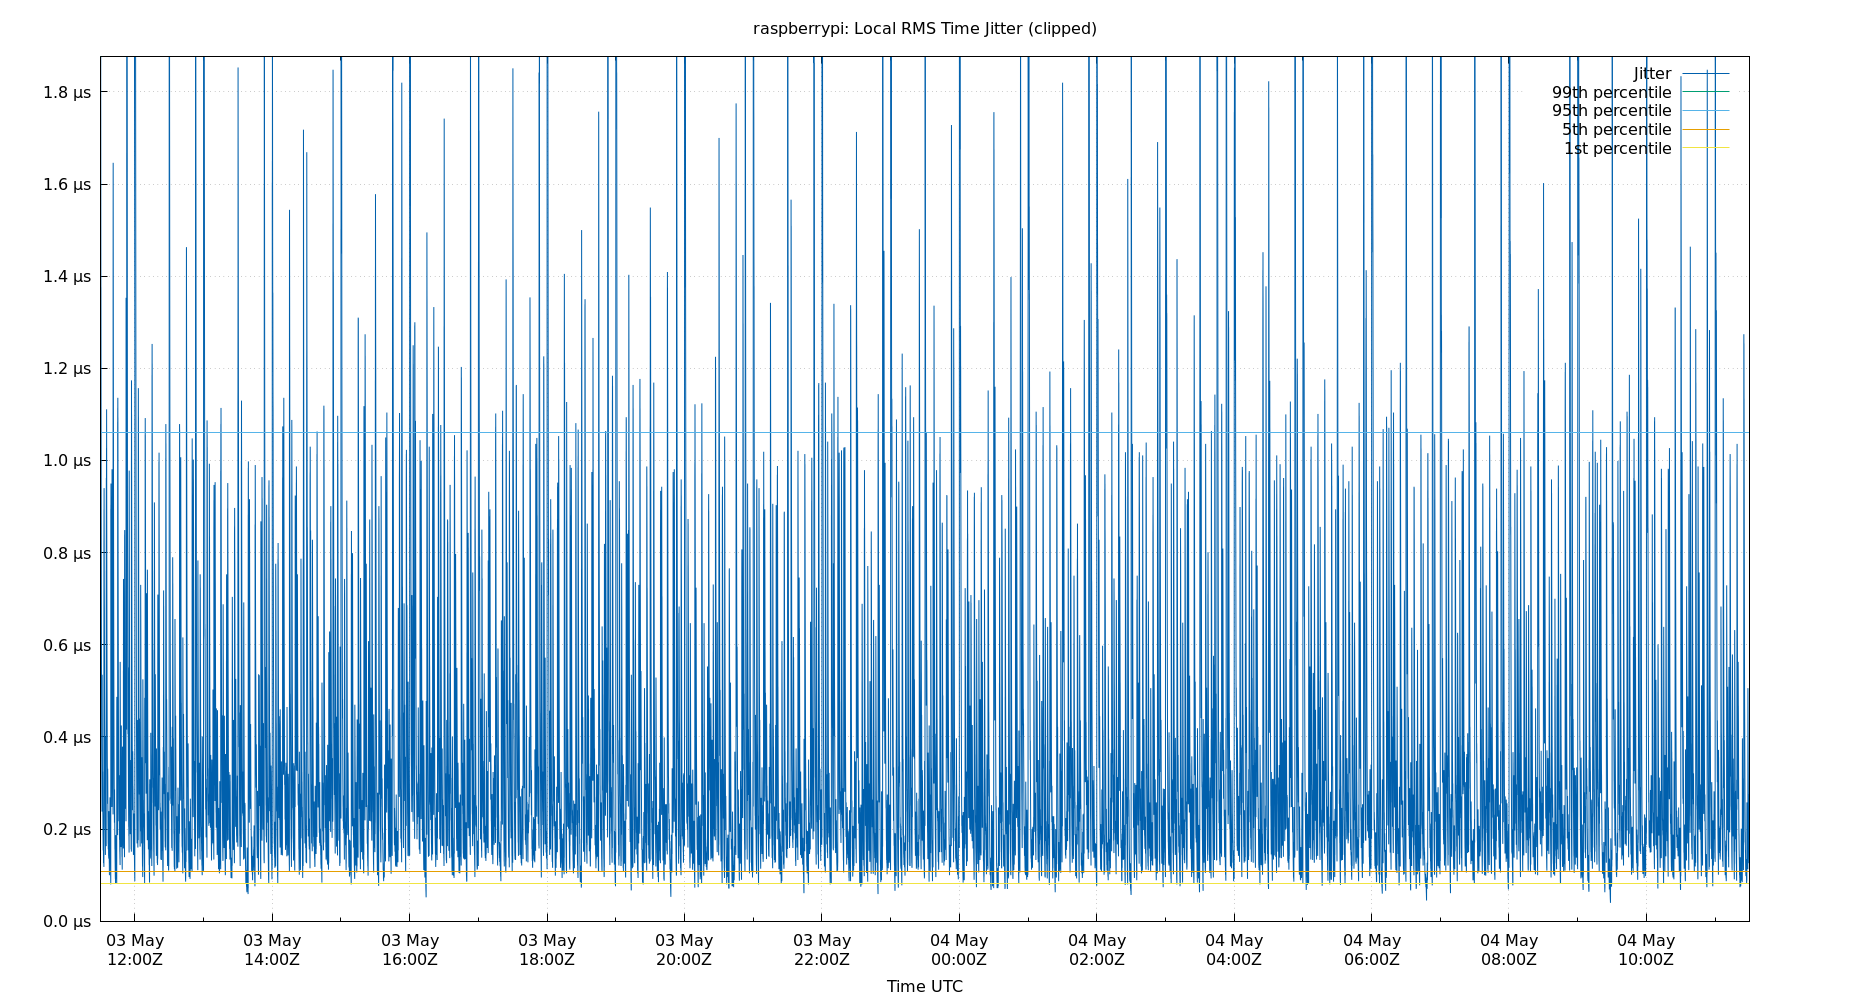 raspberrypi: Local RMS Time Jitter (clipped)
Jitter
99th percentile
95th percentile
5th percentile
1st percentile
1.8 µs
1.6 µs
1.4 µs
1.2 µs
1.0 µs
0.8 µs
0.6 µs
0.4 µs
0.2 µs
0.0 µs
03 May 03 May 03 May 03 May 03 May 03 May 04 May 04 May 04 May 04 May 04 May 04 May
12:00Z 14:00Z 16:00Z 18:00Z 20:00Z 22:00Z 00:00Z 02:00Z 04:00Z 06:00Z 08:00Z 10:00Z
Time UTC